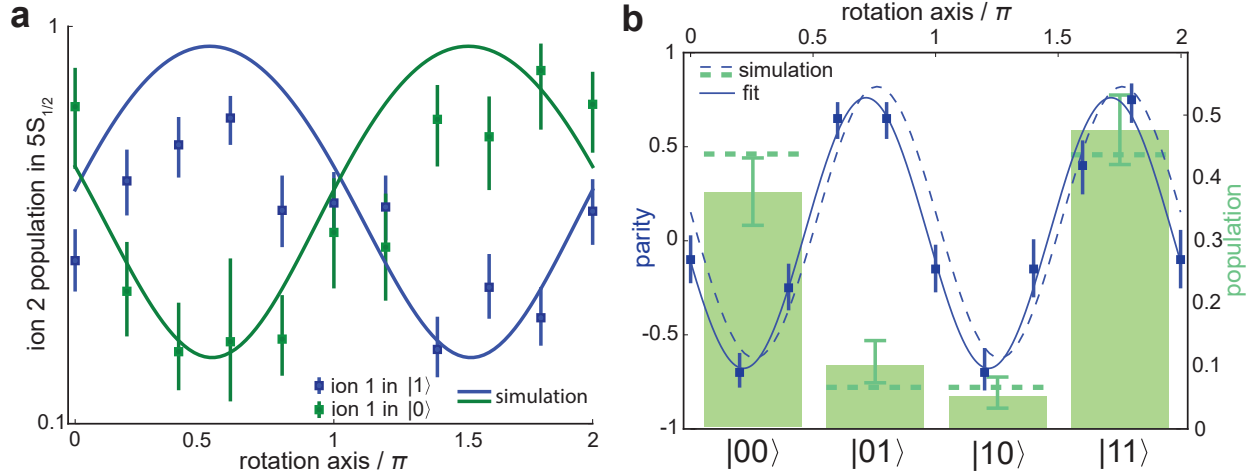 a
1
ion 2 population in 5S1/2
0.1
0 0.5 1 1.5 2
rotation axis / π
ion 1 in |1⟩
ion 1 in |0⟩
simulation
b
rotation axis / π
0 0.5 1 1.5 2
1
0.5
0
-0.5
-1
parity
simulation
fit
0.5
0.4
0.3
0.2
0.1
0
population
|00⟩ |01⟩ |10⟩ |11⟩